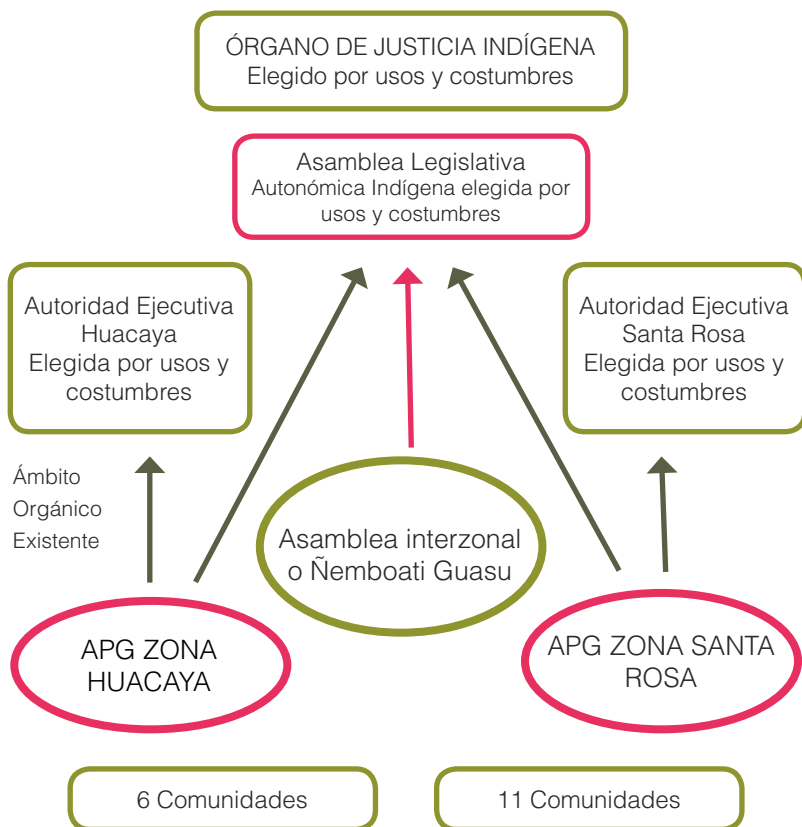 ÓRGANO DE JUSTICIA INDÍGENA
Elegido por usos y costumbres
Asamblea Legislativa
Autonómica Indígena elegida por
usos y costumbres
Autoridad Ejecutiva
Huacaya
Elegida por usos y
costumbres
Autoridad Ejecutiva
Santa Rosa
Elegida por usos y
costumbres
Ámbito
Orgánico
Existente
Asamblea interzonal
o Ñemboati Guasu
APG ZONA
HUACAYA
APG ZONA SANTA
ROSA
6 Comunidades
11 Comunidades